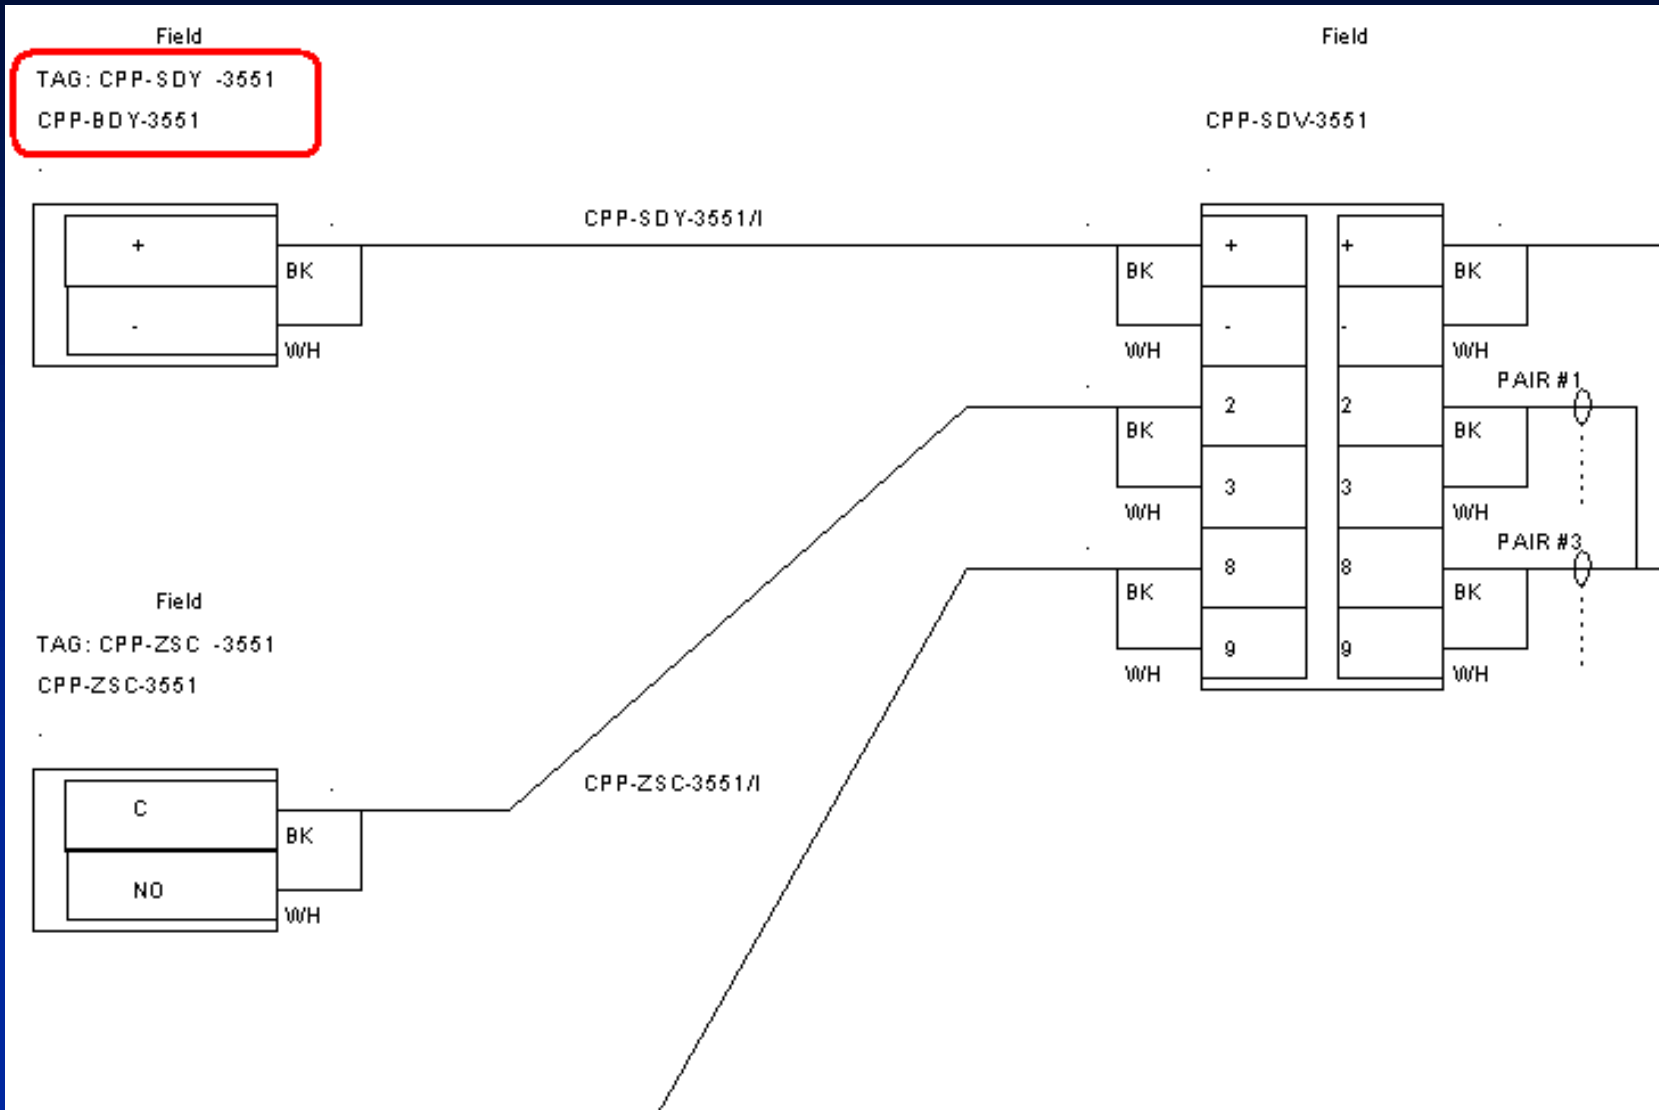 Field
Field
TAG: CPP-SDY -3551
CPP-BDY-3551
CPP-SDV-3551
CPP-SDY-3551/I
+
+
+
BK
BK
BK
-
-
-
WH
WH
WH
PAIR #1
2
2
BK
BK
3
3
WH
WH
PAIR #3
8
8
BK
BK
Field
TAG: CPP-ZSC -3551
9
9
WH
WH
CPP-ZSC-3551
CPP-ZSC-3551/I
C
BK
NO
WH